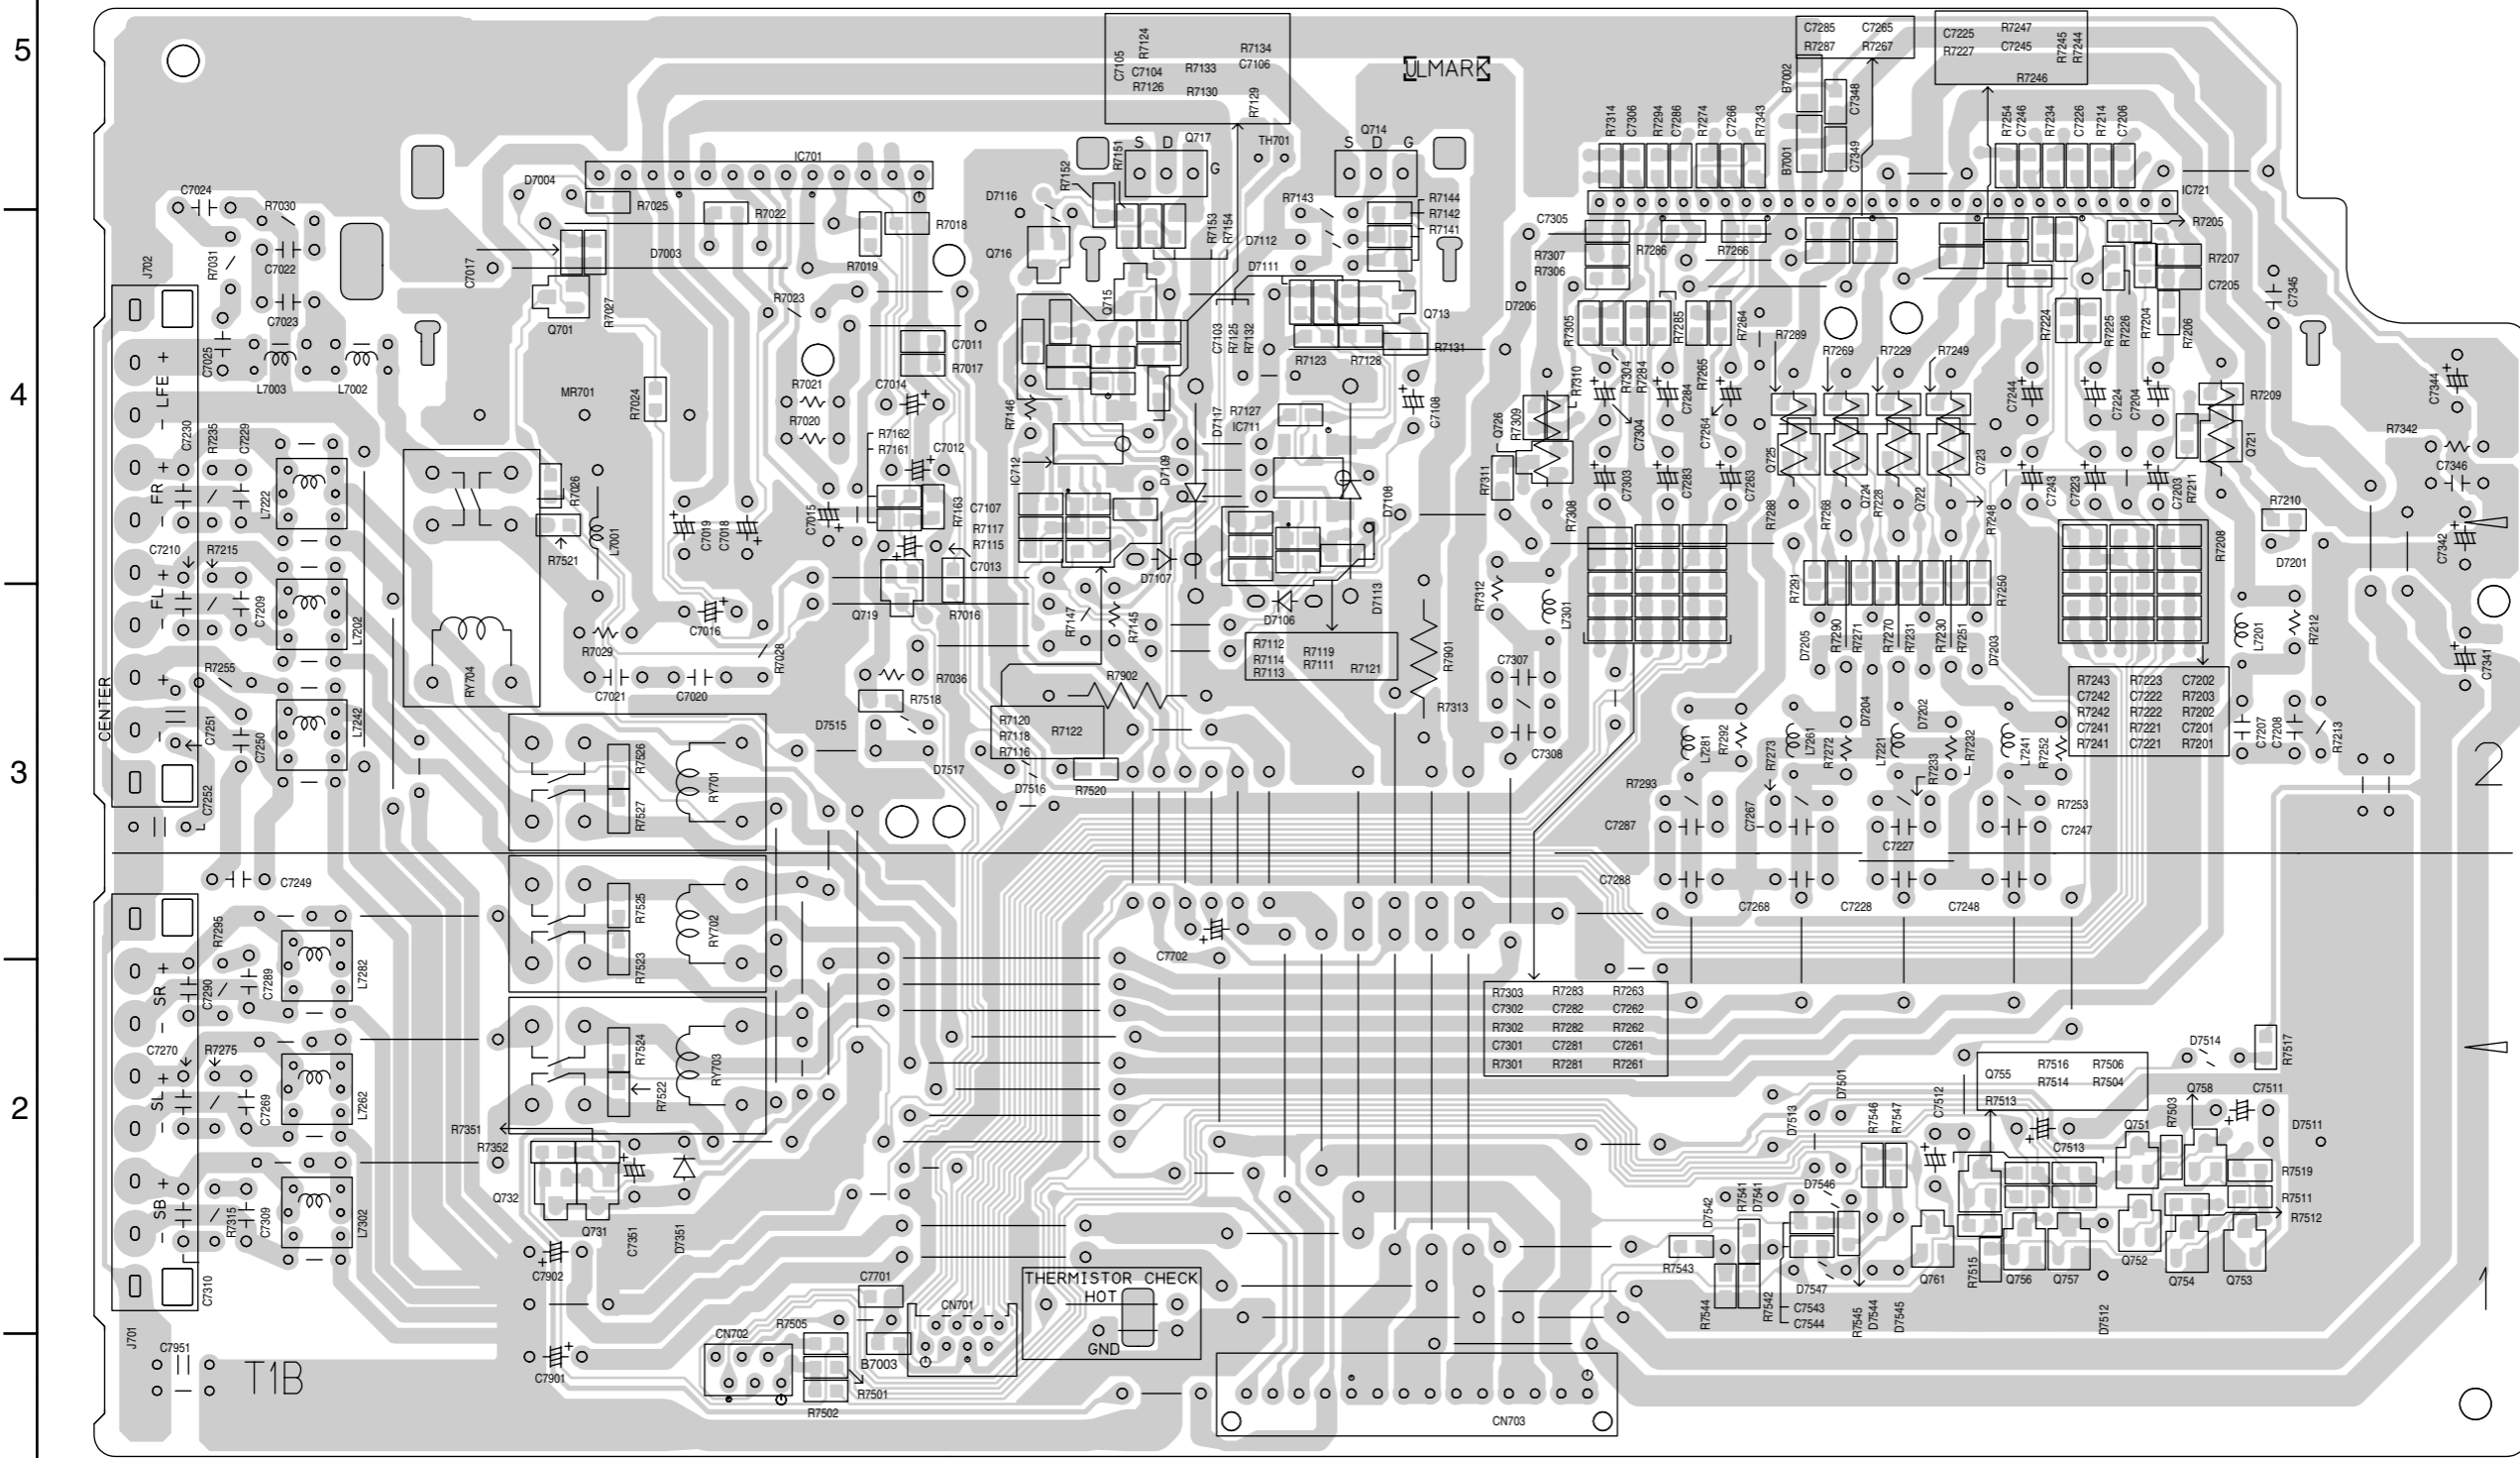 5
4
3
2
C7105
R7124
C7104
R7126
R7133
R7130
R7134
C7106
R7129
ULMARK
C7285 C7265
R7287 R7267
C7225 R7247
R7227 C7245
R7245
R7244
R7246
B7002
C7348
B7001
C7349
R7314
C7306
R7294
C7286
R7274
C7266
R7343
R7254
C7246
R7234
C7226
R7214
C7206
IC721
IC701
D7004
R7025
R7022
R7018
R7019
D7003
C7017
Q701
R7027
R7023
C7024
R7030
R7031
C7022
C7023
C7025
L7003
L7002
J702
R7151
R7152
S D Q717
G
TH701
Q714
S D G
D7116
Q716
Q715
R7153
R7154
R7143
D7112
D7111
R7144
R7142
R7141
Q713
R7131
C7103
R7125
R7132
R7123
R7128
C7305
R7307
R7306
D7206
R7286
R7266
R7305
R7285
R7264
R7289
R7269
R7229
R7249
R7205
R7207
C7205
R7224
R7225
R7226
R7204
R7206
C7345
C7344
R7342
C7346
C7342
C7341
C7011
R7017
MR701
R7024
R7021
R7020
C7014
R7162
R7161
C7012
R7146
IC712
D7109
D7117
R7127
IC711
C7108
D7108
Q726
R7309
R7310
R7311
R7308
R7304
R7284
C7304
C7284
R7265
C7264
C7303
C7283
C7263
Q725
R7288
R7268
Q724
R7228
Q722
Q723
R7248
C7244
C7224
C7204
C7243
C7223
C7203
R7211
R7209
Q721
R7210
R7208
D7201
+
LFE
-
+
FR
-
+
FL
-
+
CENTER
-
C7230
R7235
C7229
L7222
C7210
R7215
C7209
L7202
R7255
C7251
C7250
L7242
C7252
R7026
R7521
L7001
RY704
C7019
C7018
C7015
R7163
C7107
R7117
R7115
C7013
Q719
R7016
C7016
R7029
R7028
C7021
C7020
R7036
R7518
D7107
D7106
R7147
R7145
D7113
R7112
R7114
R7113
R7119
R7111
R7121
R7901
R7902
R7120
R7118
R7116
R7122
R7312
L7301
C7307
R7313
C7308
R7291
R7250
D7205
R7290
R7271
R7270
R7231
R7230
R7251
D7203
D7204
D7202
L7281
R7292
R7273
L7261
R7272
L7221
R7233
R7232
L7241
R7252
R7293
R7253
C7287
C7267
C7227
C7247
C7288
C7268
C7228
C7248
R7243 R7223 C7202
C7242 C7222 R7203
R7242 R7222 R7202
C7241 R7221 C7201
R7241 C7221 R7201
L7201
R7212
C7207
C7208
R7213
2
D7515
D7517
D7516
R7520
R7526
R7527
RY701
R7525
R7523
RY702
R7524
R7522
RY703
C7249
R7295
C7290
C7289
L7282
+
SR
-
C7270
R7275
C7269
L7262
+
SL
-
+
SB
-
R7315
C7309
L7302
C7310
J701
C7951
T1B
R7351
R7352
Q732
Q731
C7351
D7351
C7902
C7901
C7702
R7303 R7283 R7263
C7302 C7282 C7262
R7302 R7282 R7262
C7301 C7281 C7261
R7301 R7281 R7261
D7514
R7517
Q755
R7516 R7506
R7514 R7504
R7513
R7503
Q758
C7511
D7511
Q751
C7513
C7512
D7501
D7513
R7546
R7547
D7546
R7519
R7511
R7512
D7542
R7541
D7541
R7543
R7544
R7542
D7547
C7543
C7544
R7545
D7544
D7545
Q761
R7515
Q756
Q757
D7512
Q752
Q754
Q753
1
C7701
CN701
CN702
R7505
B7003
R7501
R7502
THERMISTOR CHECK
HOT
GND
CN703